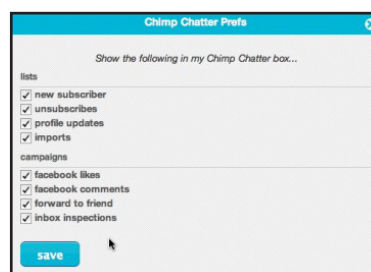 Chimp Chatter Prefs
Show the following in my Chimp Chatter box...
lists
new subscriber
unsubscribes
profile updates
imports
campaigns
facebook likes
facebook comments
forward to friend
inbox inspections
save